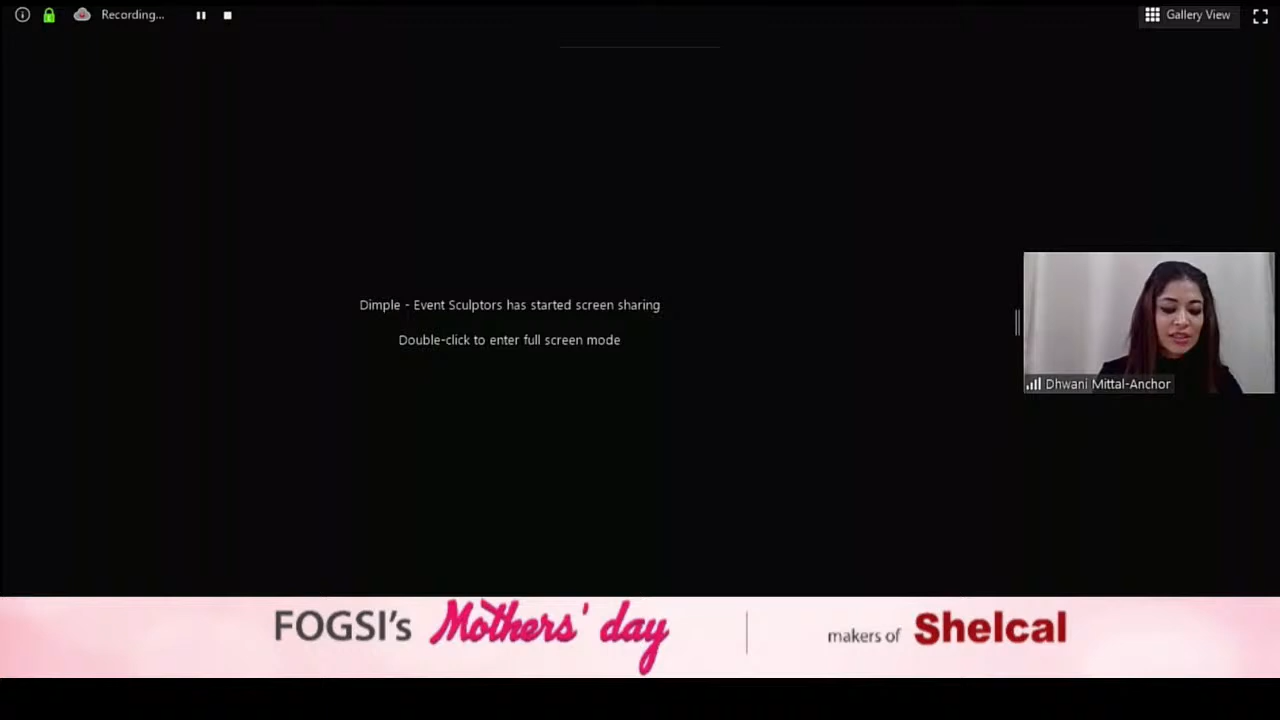 Recording...
Gallery View
Dimple - Event Sculptors has started screen sharing
Double-click to enter full screen mode
Dhwani Mittal-Anchor
FOGSI's Mothers' day
makers of Shelcal